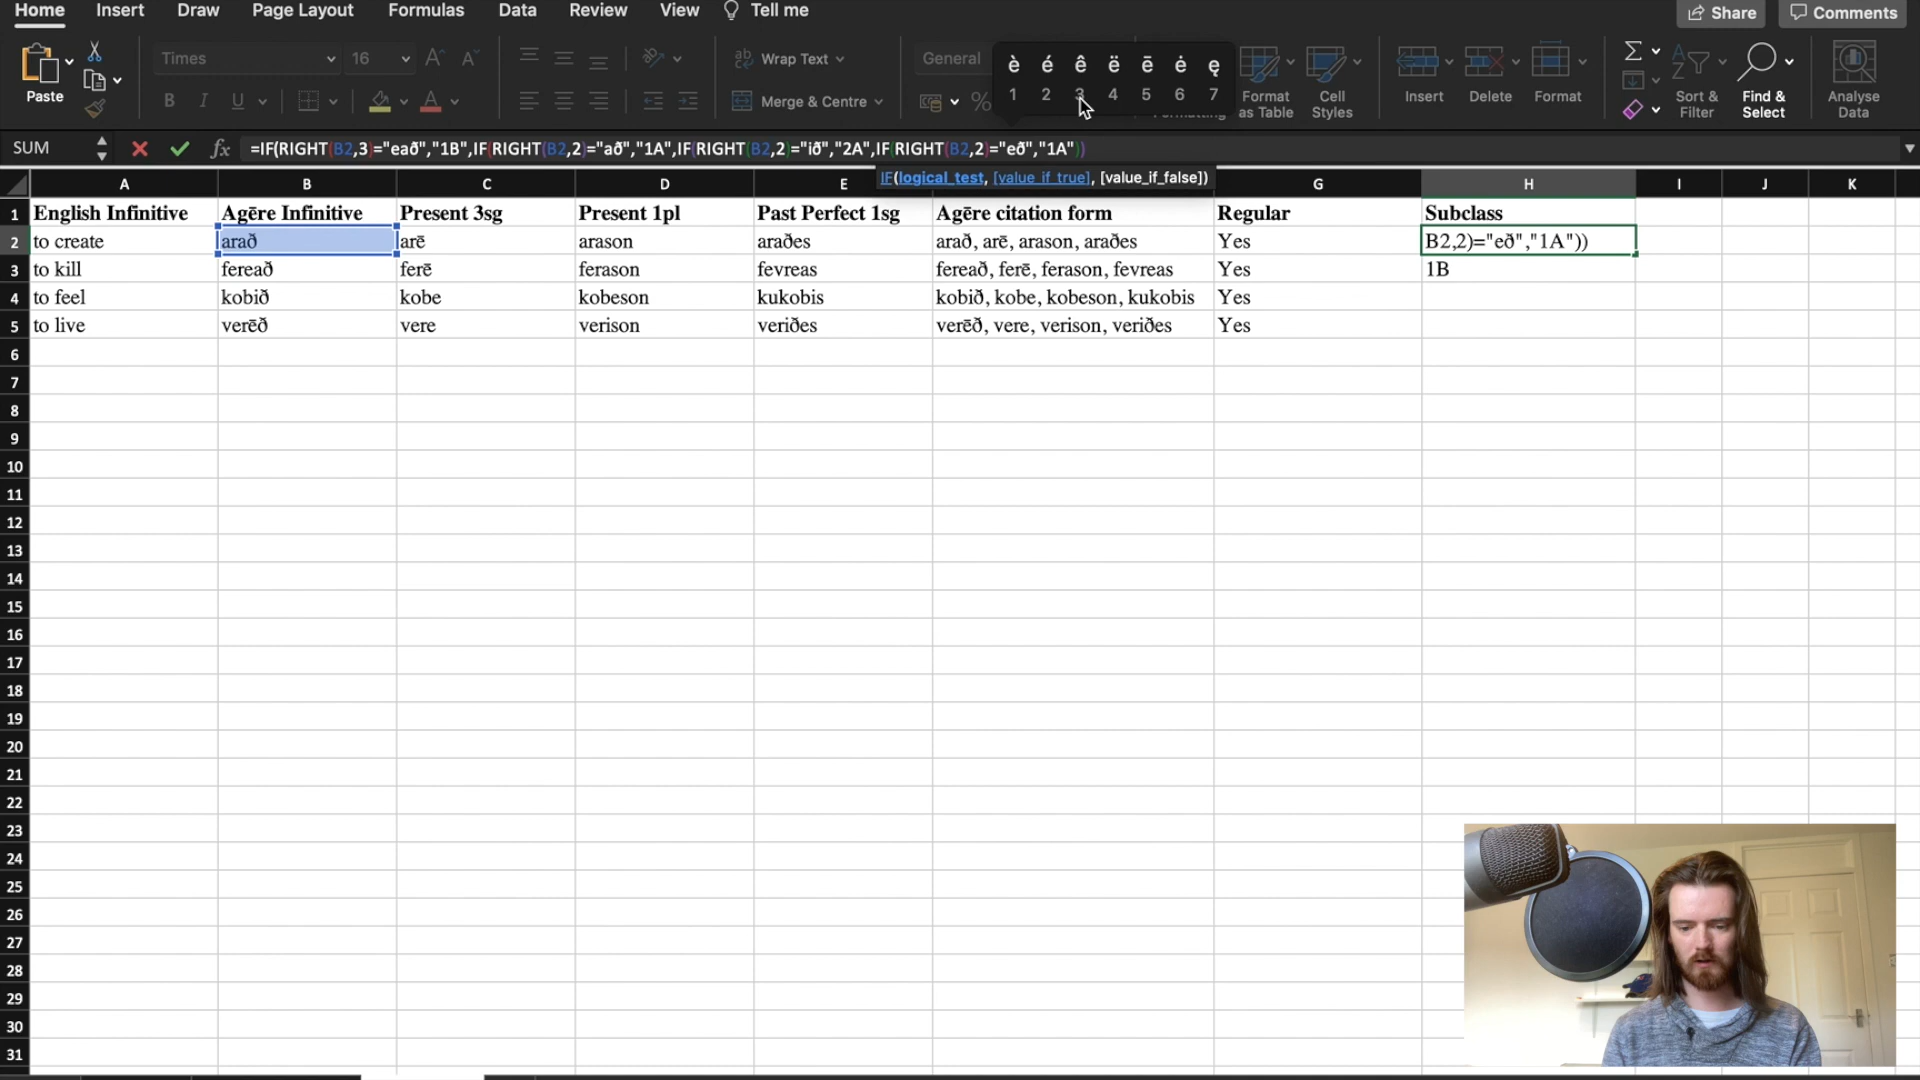 Home Insert Draw Page Layout Formulas Data Review View Tell me Share Comments
Times 16 Wrap Text General
è é ê ë ē ė ę
1 2 3 4 5 6 7
Paste B I U Merge & Centre % Formatting
Format as Table Cell Styles Insert Delete Format Sort & Filter Find & Select Analyse Data
SUM fx =IF(RIGHT(B2,3)="eað","1B",IF(RIGHT(B2,2)="að","1A",IF(RIGHT(B2,2)="ið","2A",IF(RIGHT(B2,2)="eð","1A"))
IF(logical_test, [value_if_true], [value_if_false])
A B C D E G H I J K
1 English Infinitive Agēre Infinitive Present 3sg Present 1pl Past Perfect 1sg Agēre citation form Regular Subclass
2 to create arað arē arason araðes arað, arē, arason, araðes Yes B2,2)="eð","1A"))
3 to kill fereað ferē ferason fevreas fereað, ferē, ferason, fevreas Yes 1B
4 to feel kobið kobe kobeson kukobis kobið, kobe, kobeson, kukobis Yes
5 to live verēð vere verison veriðes verēð, vere, verison, veriðes Yes
6
7
8
9
10
11
12
13
14
15
16
17
18
19
20
21
22
23
24
25
26
27
28
29
30
31